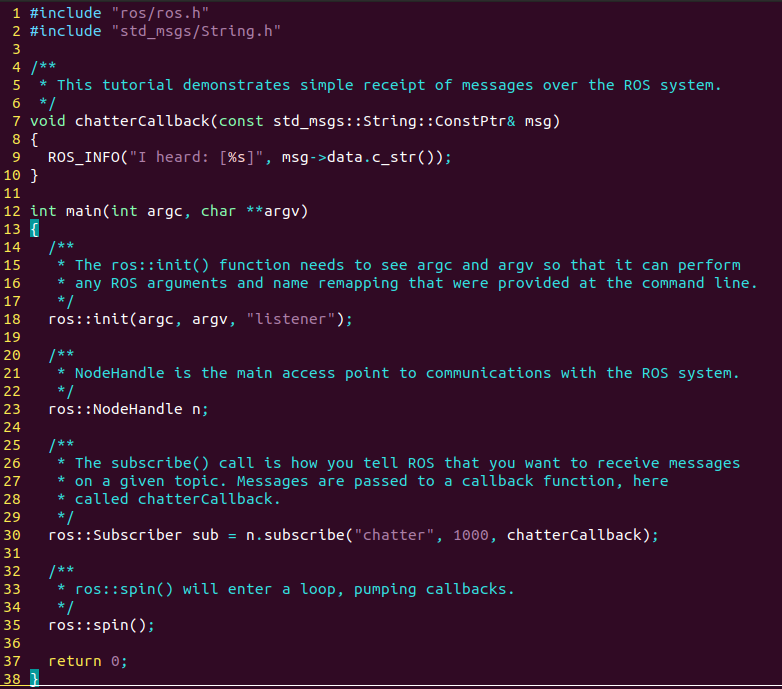 1 #include "ros/ros.h"
2 #include "std_msgs/String.h"
3
4 /**
5  * This tutorial demonstrates simple receipt of messages over the ROS system.
6  */
7 void chatterCallback(const std_msgs::String::ConstPtr& msg)
8 {
9   ROS_INFO("I heard: [%s]", msg->data.c_str());
10 }
11
12 int main(int argc, char **argv)
13 {
14   /**
15    * The ros::init() function needs to see argc and argv so that it can perform
16    * any ROS arguments and name remapping that were provided at the command line.
17    */
18   ros::init(argc, argv, "listener");
19
20   /**
21    * NodeHandle is the main access point to communications with the ROS system.
22    */
23   ros::NodeHandle n;
24
25   /**
26    * The subscribe() call is how you tell ROS that you want to receive messages
27    * on a given topic. Messages are passed to a callback function, here
28    * called chatterCallback.
29    */
30   ros::Subscriber sub = n.subscribe("chatter", 1000, chatterCallback);
31
32   /**
33    * ros::spin() will enter a loop, pumping callbacks.
34    */
35   ros::spin();
36
37   return 0;
38 }